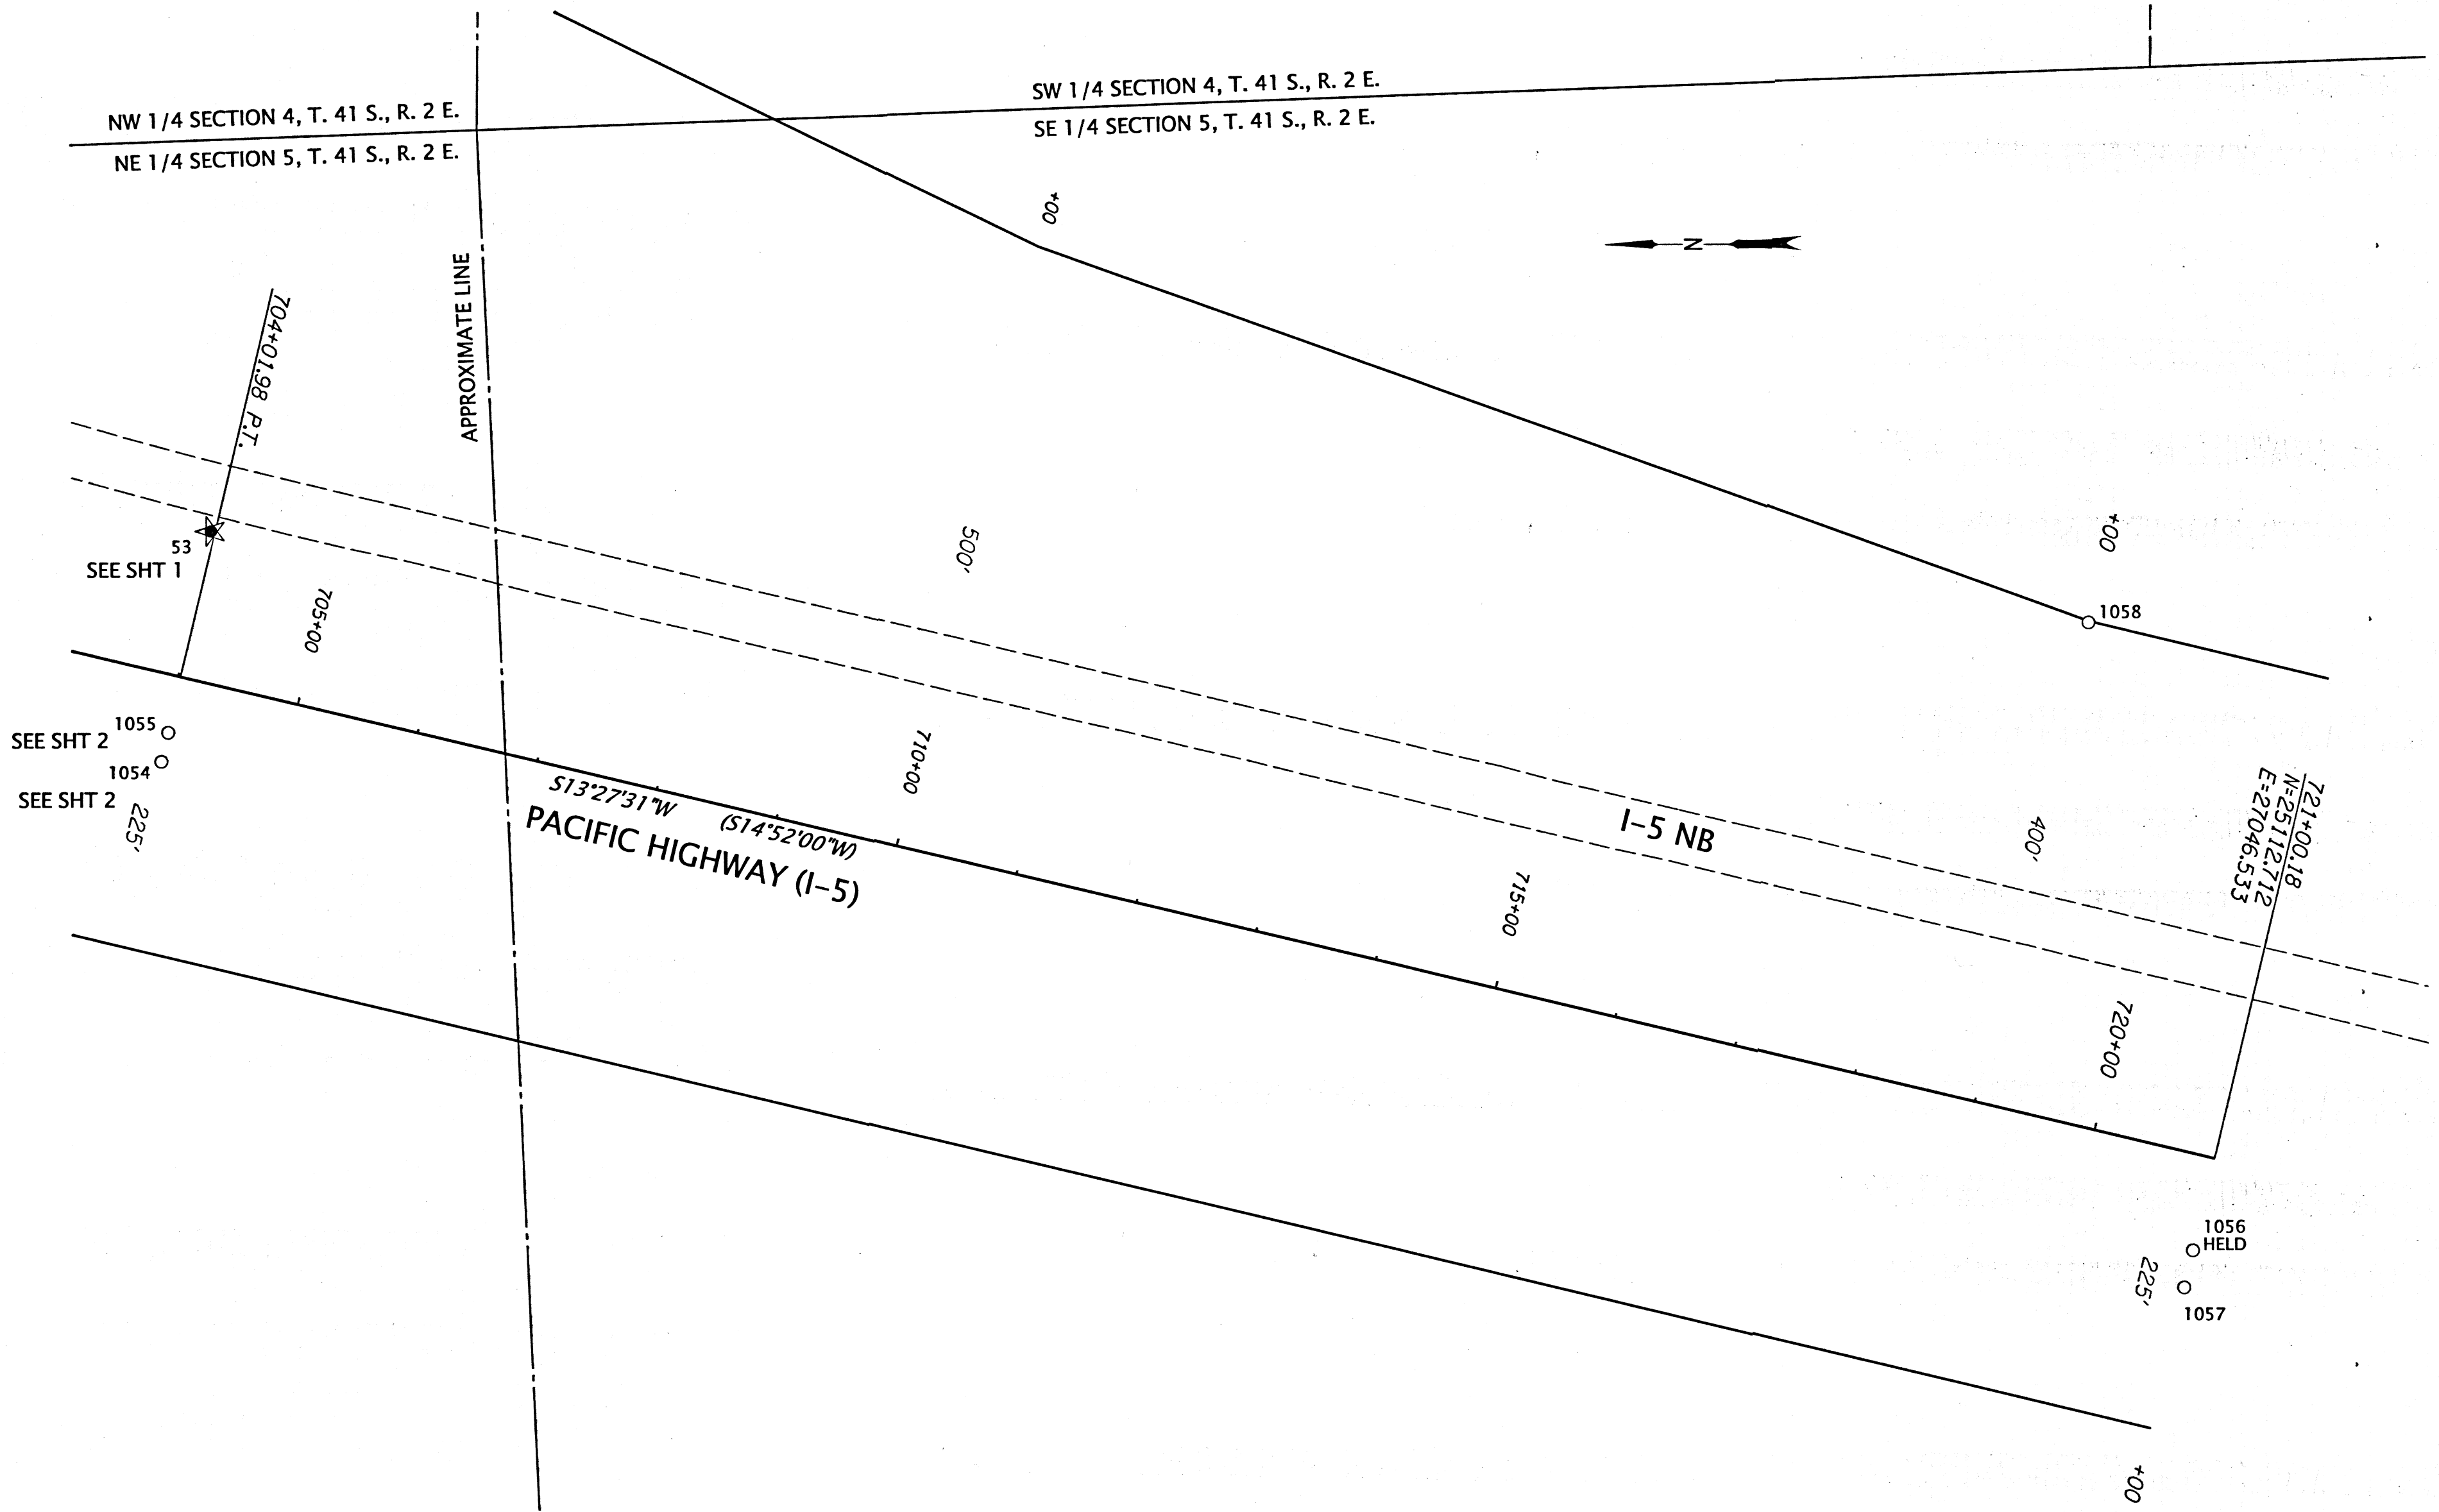 NW 1/4 SECTION 4, T. 41 S., R. 2 E.
NE 1/4 SECTION 5, T. 41 S., R. 2 E.
SW 1/4 SECTION 4, T. 41 S., R. 2 E.
SE 1/4 SECTION 5, T. 41 S., R. 2 E.
+00
N
APPROXIMATE LINE
704+01.98 P.T.
53
SEE SHT 1
705+00
500'
+00
1058
1055
SEE SHT 2
1054
SEE SHT 2
225'
S13°27'31"W
(S14°52'00"W)
PACIFIC HIGHWAY (I-5)
710+00
I-5 NB
715+00
400'
721+00.18
N=25112.712
E=27046.533
720+00
1056
HELD
225'
1057
+00